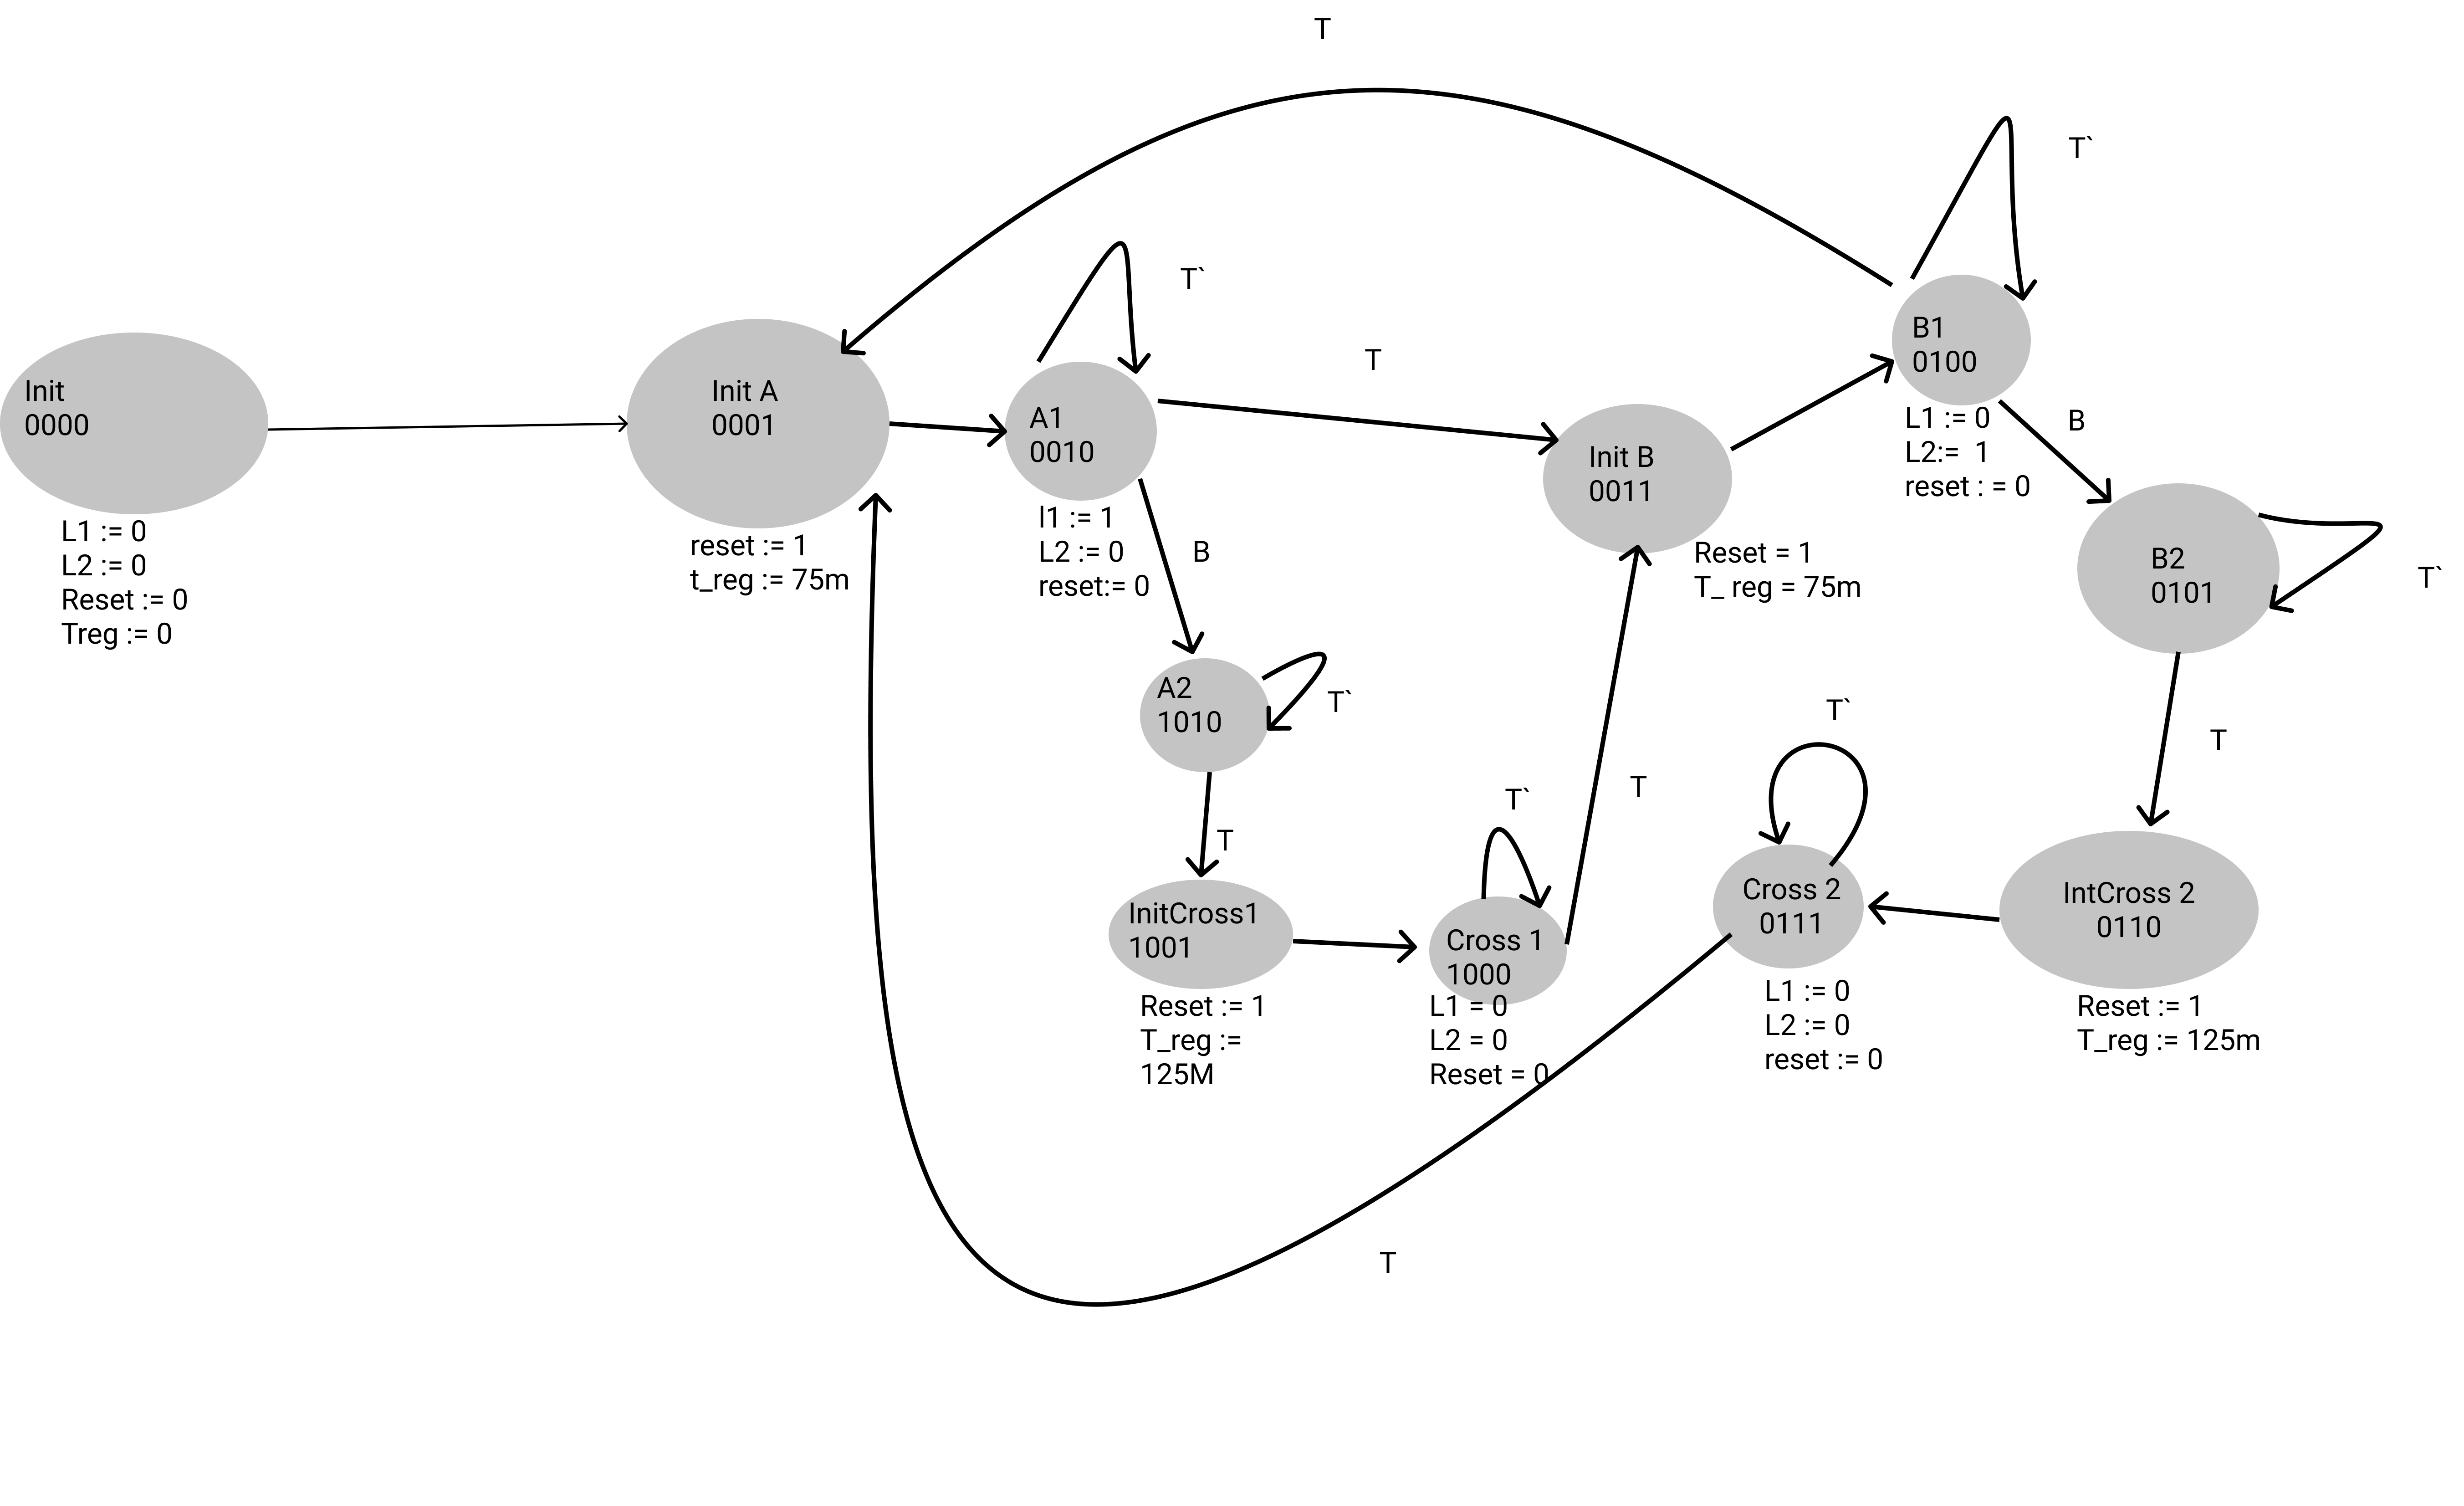 T
T`
T`
T
Init
0000
L1 := 0
L2 := 0
Reset := 0
Treg := 0
Init A
0001
reset := 1
t_reg := 75m
A1
0010
l1 := 1
L2 := 0
reset:= 0
B
Init B
0011
Reset = 1
T_ reg = 75m
B1
0100
L1 := 0
L2:=  1
reset : = 0
B
B2
0101
T`
A2
1010
T`
T
T`
T
T`
T
InitCross1
1001
Reset := 1
T_reg :=
125M
Cross 1
1000
L1 = 0
L2 = 0
Reset = 0
Cross 2
0111
L1 := 0
L2 := 0
reset := 0
IntCross 2
0110
Reset := 1
T_reg := 125m
T